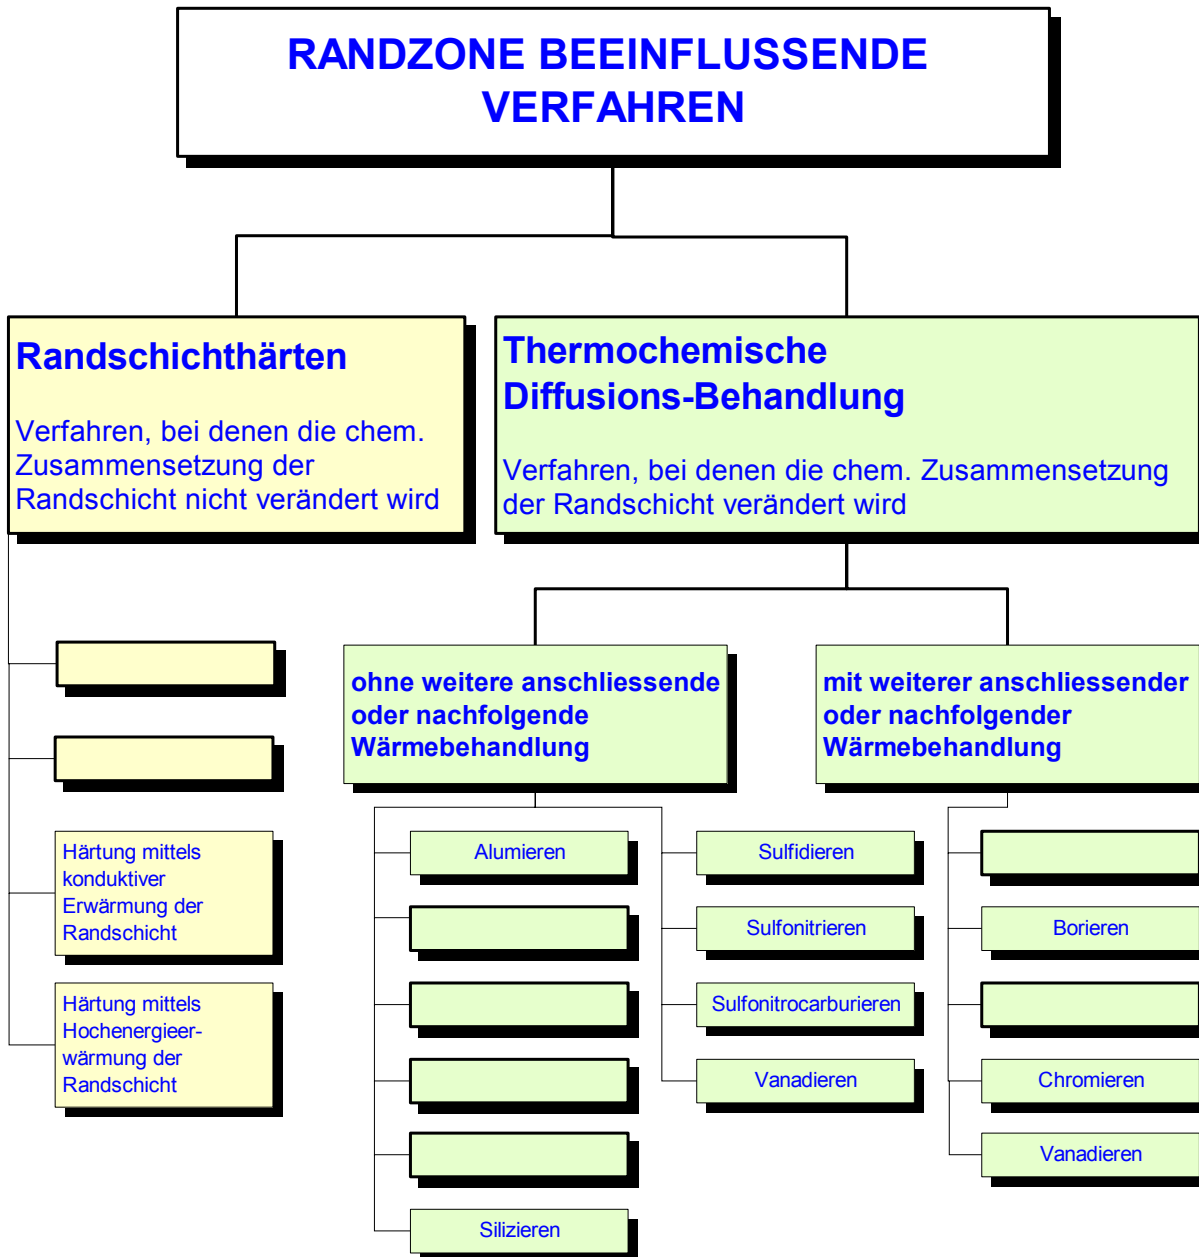 RANDZONE BEEINFLUSSENDE
VERFAHREN
Randschichthärten
Verfahren, bei denen die chem.
Zusammensetzung der
Randschicht nicht verändert wird
Thermochemische
Diffusions-Behandlung
Verfahren, bei denen die chem. Zusammensetzung
der Randschicht verändert wird
Härtung mittels
konduktiver
Erwärmung der
Randschicht
Härtung mittels
Hochenergieer-
wärmung der
Randschicht
ohne weitere anschliessende
oder nachfolgende
Wärmebehandlung
Alumieren
Silizieren
Sulfidieren
Sulfonitrieren
Sulfonitrocarburieren
Vanadieren
mit weiterer anschliessender
oder nachfolgender
Wärmebehandlung
Borieren
Chromieren
Vanadieren